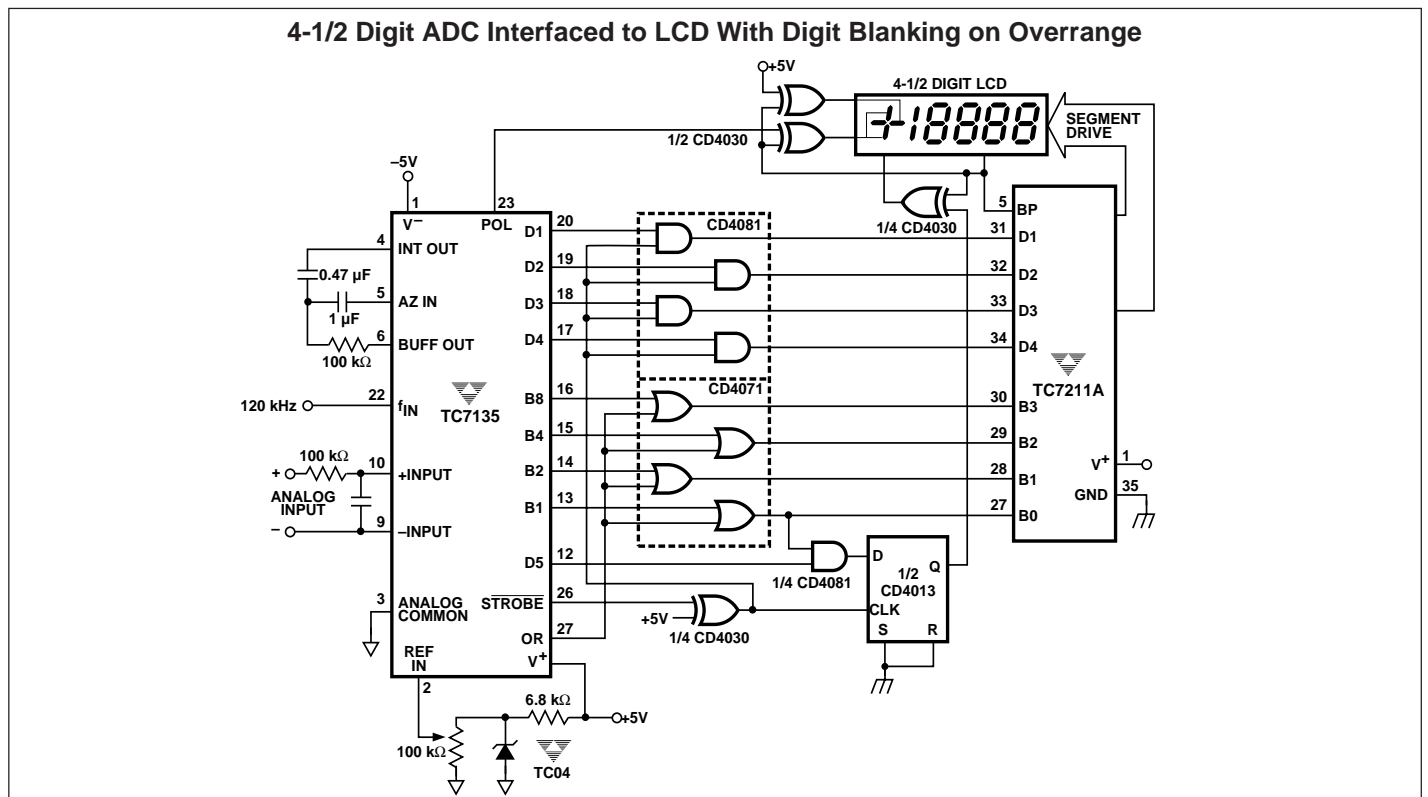 4-1/2 Digit ADC Interfaced to LCD With Digit Blanking on Overrange
+5V
4-1/2 DIGIT LCD
+18888
SEGMENT
DRIVE
1/2 CD4030
–5V
1
23
V–
POL
5
BP
1/4 CD4030
20
D1
CD4081
31
D1
4
INT OUT
0.47 µF
19
D2
32
D2
5
AZ IN
1 µF
18
D3
33
D3
6
BUFF OUT
100 kΩ
17
D4
34
D4
TC7211A
CD4071
120 kHz
22
fIN
TC7135
16
B8
30
B3
15
B4
29
B2
100 kΩ
+
10
+INPUT
14
B2
28
B1
V+
1
ANALOG
INPUT
–
9
–INPUT
13
B1
27
B0
GND
35
12
D5
1/4 CD4081
D
Q
1/2
CD4013
CLK
S
R
3
ANALOG
COMMON
26
STROBE
+5V
1/4 CD4030
27
OR
REF
IN
V+
2
6.8 kΩ
+5V
100 kΩ
TC04